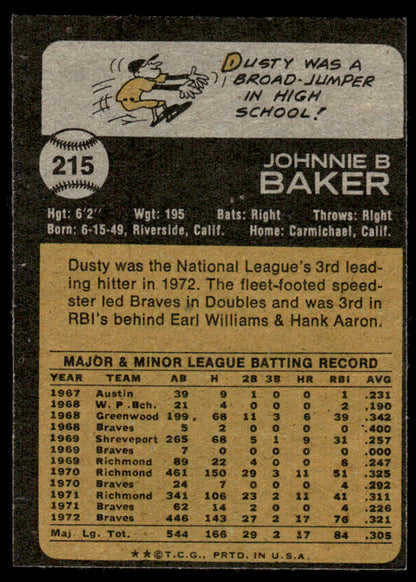 DUSTY WAS A
BROAD-JUMPER
IN HIGH
SCHOOL!
215
JOHNNIE B
BAKER
Hgt: 6'2" Wgt: 195 Bats: Right Throws: Right
Born: 6-15-49, Riverside, Calif. Home: Carmichael, Calif.
Dusty was the National League's 3rd lead-
ing hitter in 1972. The fleet-footed speed-
ster led Braves in Doubles and was 3rd in
RBI's behind Earl Williams & Hank Aaron.
MAJOR & MINOR LEAGUE BATTING RECORD
YEAR TEAM AB H 2B 3B HR RBI AVG
1967 Austin 39 9 1 0 0 1 .231
1968 W. P. Bch. 21 4 0 0 0 2 .190
1968 Greenwood 199 68 11 3 6 39 .342
1968 Braves 5 2 0 0 0 0 .400
1969 Shreveport 265 68 5 1 9 31 .257
1969 Braves 7 0 0 0 0 0 .000
1969 Richmond 89 22 4 0 0 8 .247
1970 Richmond 461 150 29 3 11 51 .325
1970 Braves 24 7 0 0 0 4 .292
1971 Richmond 341 106 23 2 11 41 .311
1971 Braves 62 14 2 0 0 4 .226
1972 Braves 446 143 27 2 17 76 .321
Maj. Lg. Tot. 544 166 29 2 17 84 .305
★★©T.C.G., PRTD. IN U.S.A.